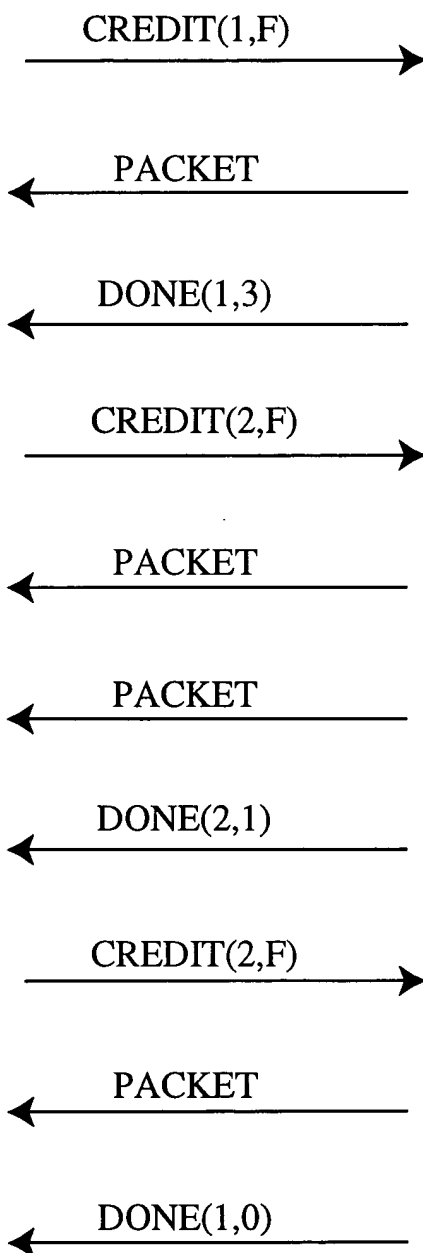 CREDIT(1,F)
PACKET
DONE(1,3)
CREDIT(2,F)
PACKET
PACKET
DONE(2,1)
CREDIT(2,F)
PACKET
DONE(1,0)